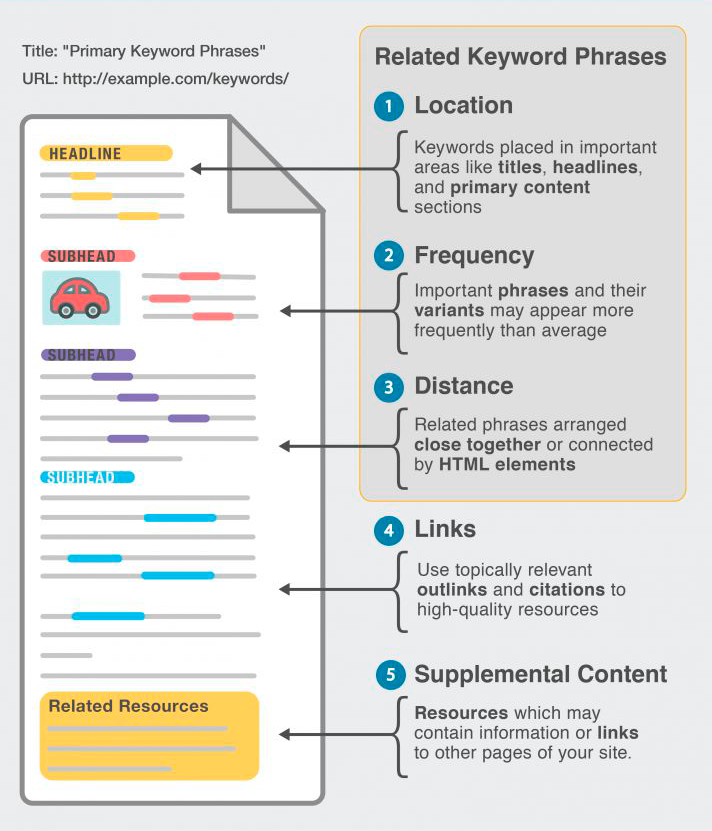 Title: "Primary Keyword Phrases"
URL: http://example.com/keywords/
HEADLINE
SUBHEAD
SUBHEAD
SUBHEAD
Related Resources
Related Keyword Phrases
1 Location
Keywords placed in important
areas like titles, headlines,
and primary content
sections
2 Frequency
Important phrases and their
variants may appear more
frequently than average
3 Distance
Related phrases arranged
close together or connected
by HTML elements
4 Links
Use topically relevant
outlinks and citations to
high-quality resources
5 Supplemental Content
Resources which may
contain information or links
to other pages of your site.